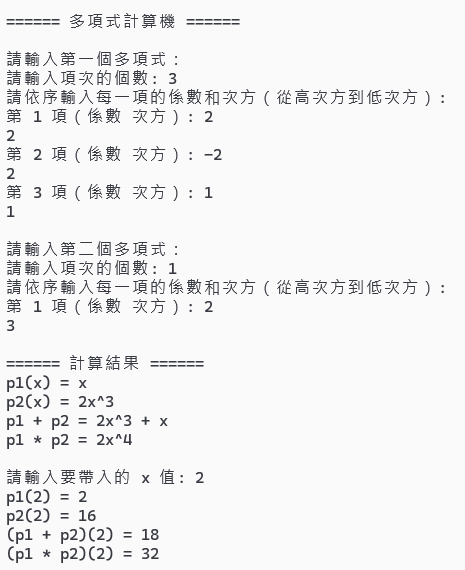 ====== 多項式計算機 ======
請輸入第一個多項式：
請輸入項次的個數: 3
請依序輸入每一項的係數和次方（從高次方到低次方）:
第 1 項（係數 次方）: 2
2
第 2 項（係數 次方）: -2
2
第 3 項（係數 次方）: 1
1
請輸入第二個多項式：
請輸入項次的個數: 1
請依序輸入每一項的係數和次方（從高次方到低次方）:
第 1 項（係數 次方）: 2
3
====== 計算結果 ======
p1(x) = x
p2(x) = 2x^3
p1 + p2 = 2x^3 + x
p1 * p2 = 2x^4
請輸入要帶入的 x 值: 2
p1(2) = 2
p2(2) = 16
(p1 + p2)(2) = 18
(p1 * p2)(2) = 32